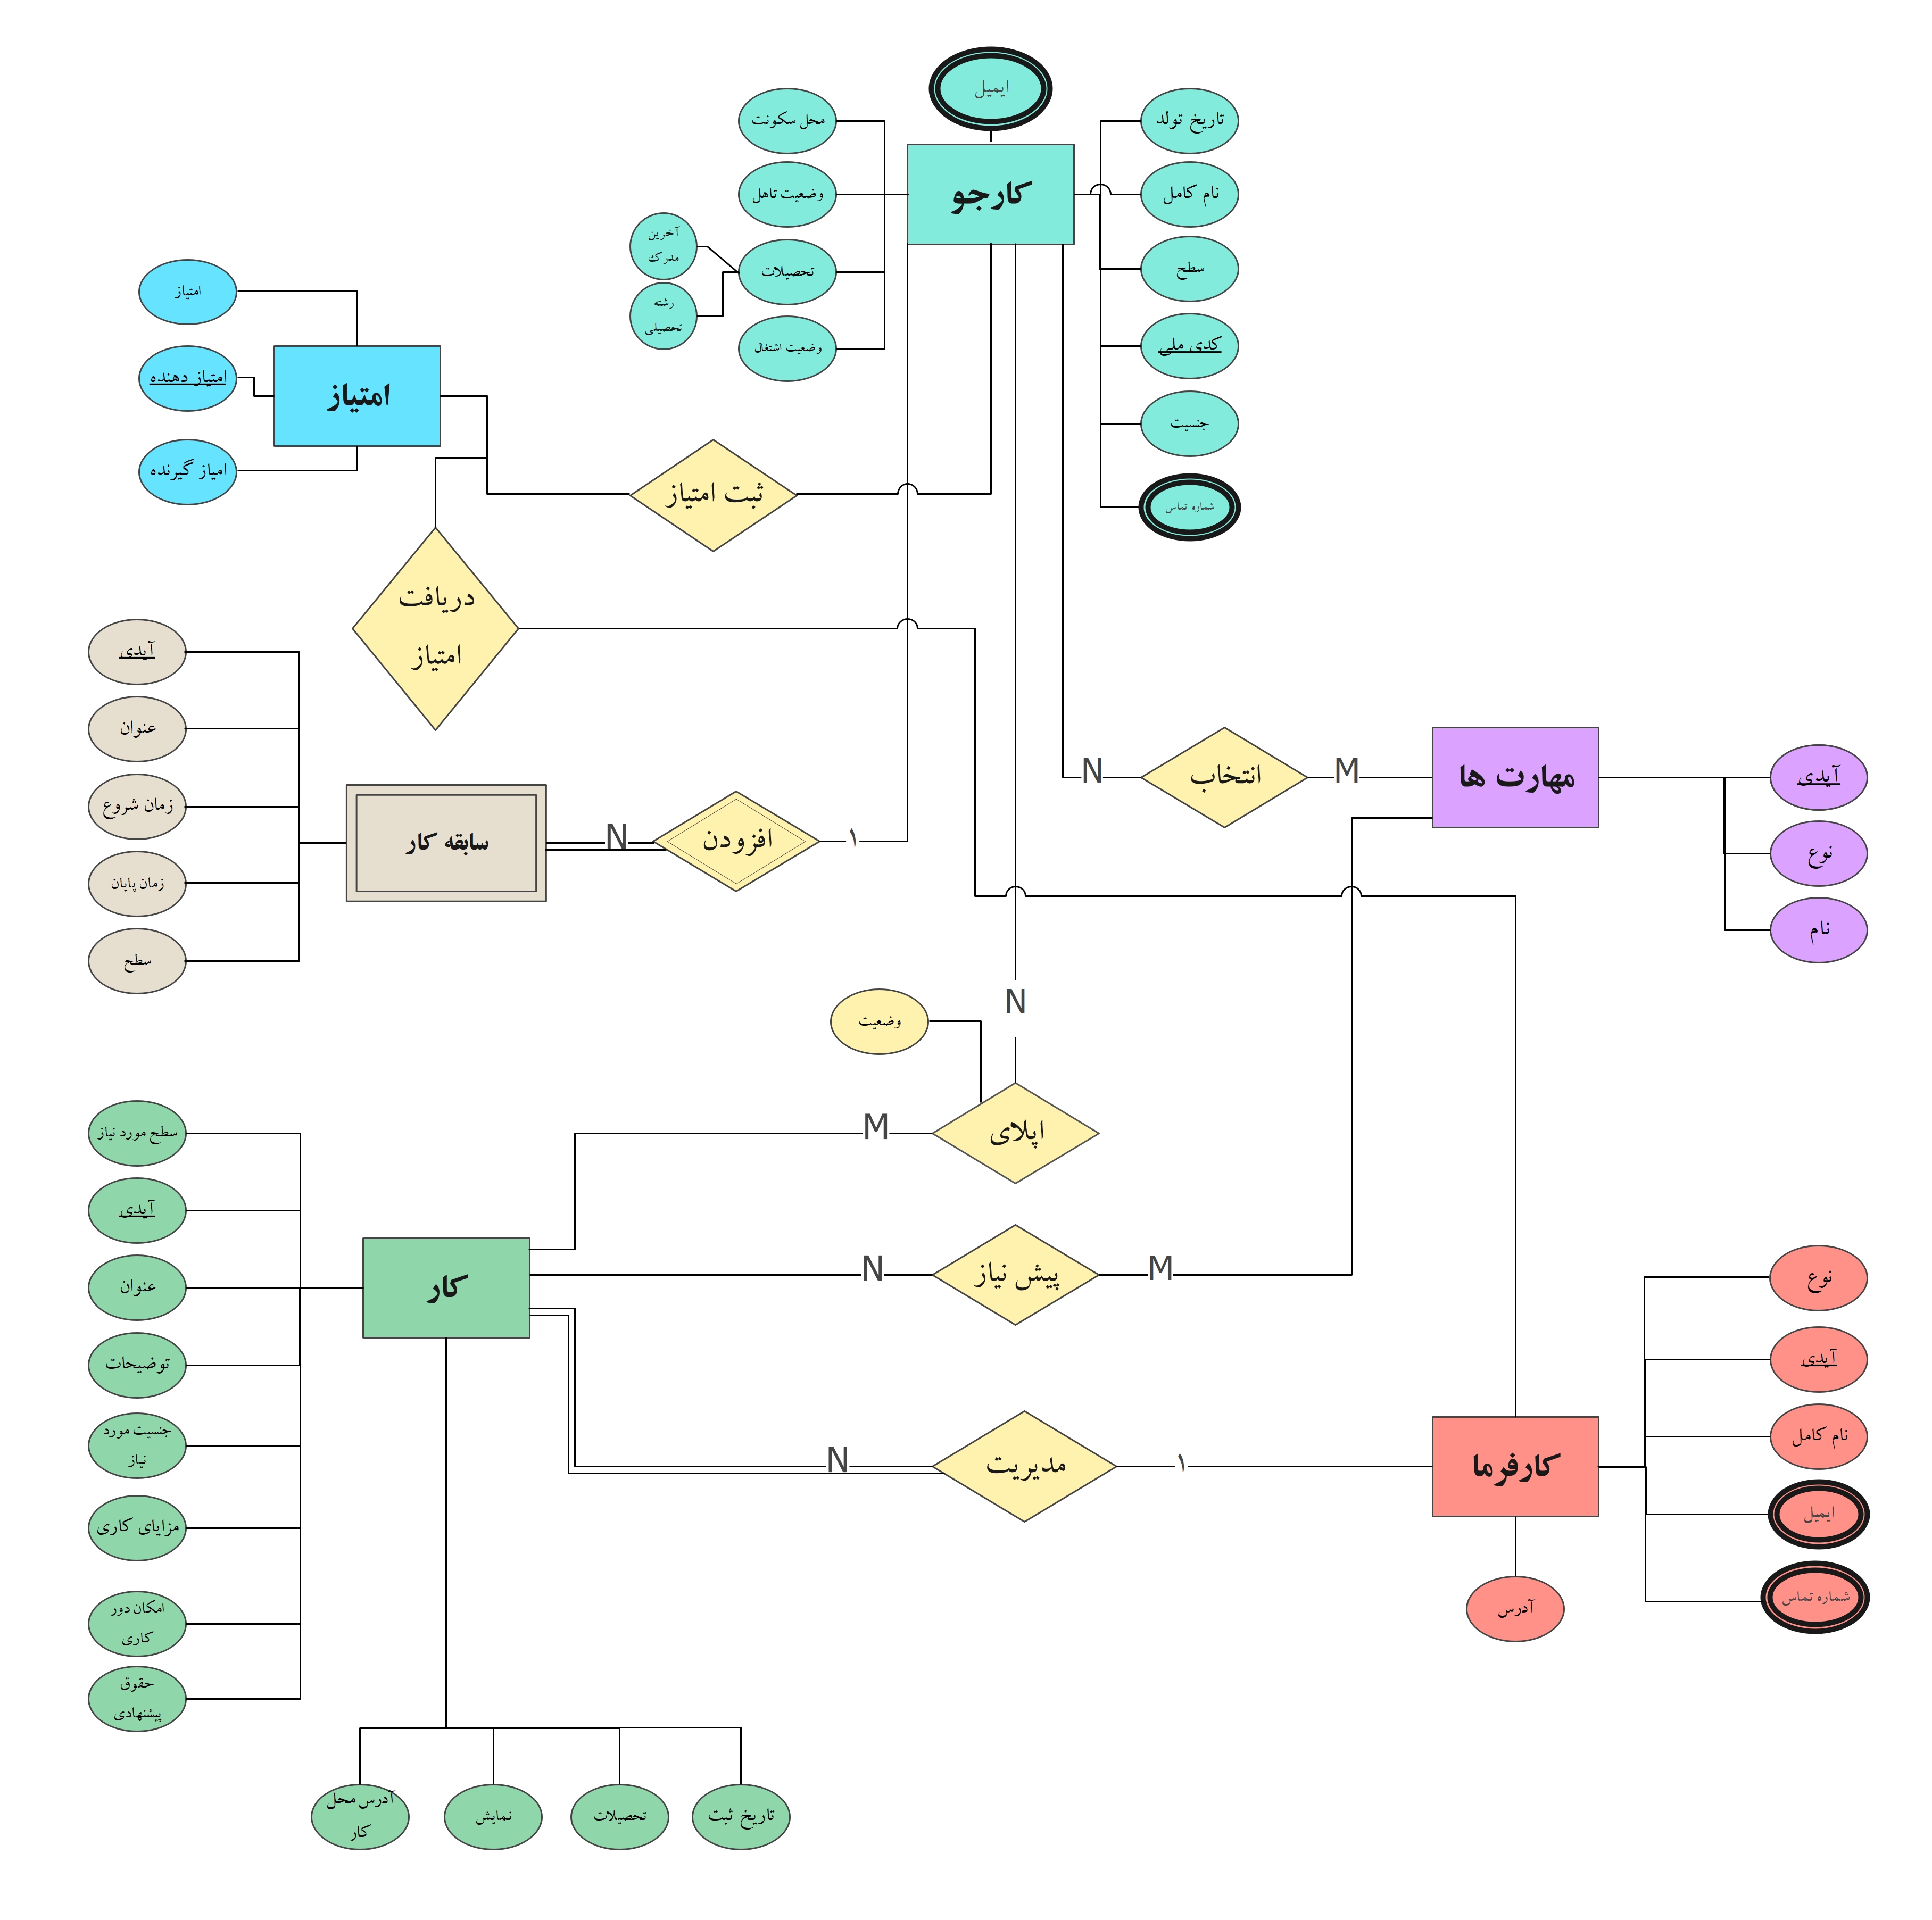 ایمیل
محل سکونت
تاریخ تولد
وضعیت تاهل
کارجو
نام کامل
آخرین
مدرک
تحصیلات
سطح
رشته
تحصیلی
وضعیت اشتغال
کدی ملی
جنسیت
شماره تماس
امتیاز
امتیاز دهنده
امتیاز
امیاز گیرنده
ثبت امتیاز
دریافت
امتیاز
آیدی
عنوان
زمان شروع
زمان پایان
سطح
سابقه کار
N
افزودن
۱
N
انتخاب
M
مهارت ها
آیدی
نوع
نام
N
وضعیت
اپلای
M
سطح مورد نیاز
آیدی
عنوان
توضیحات
جنسیت مورد
نیاز
مزایای کاری
امکان دور
کاری
حقوق
پیشنهادی
کار
N
پیش نیاز
M
N
مدیریت
۱
کارفرما
نوع
آیدی
نام کامل
ایمیل
شماره تماس
آدرس
آدرس محل
کار
نمایش
تحصیلات
تاریخ ثبت